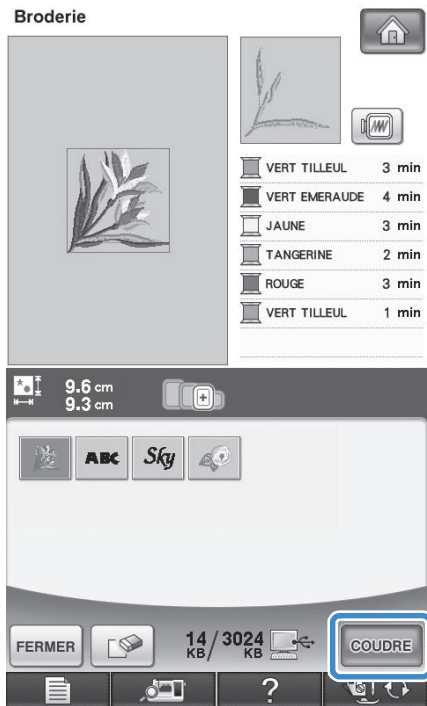 Broderie
VERT TILLEUL 3 min
VERT EMERAUDE 4 min
JAUNE 3 min
TANGERINE 2 min
ROUGE 3 min
VERT TILLEUL 1 min
9.6 cm
9.3 cm
ABC Sky
FERMER 14 KB / 3024 KB COUDRE
?